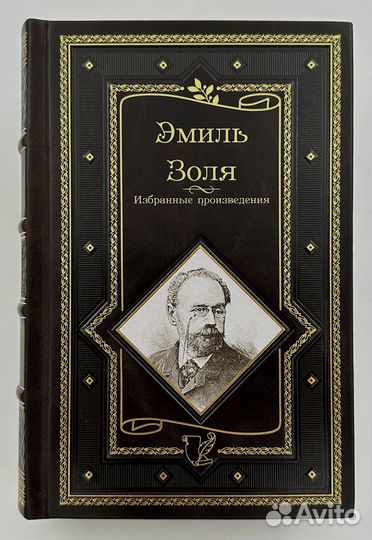 Эмиль
Золя
Избранные произведения
Avito